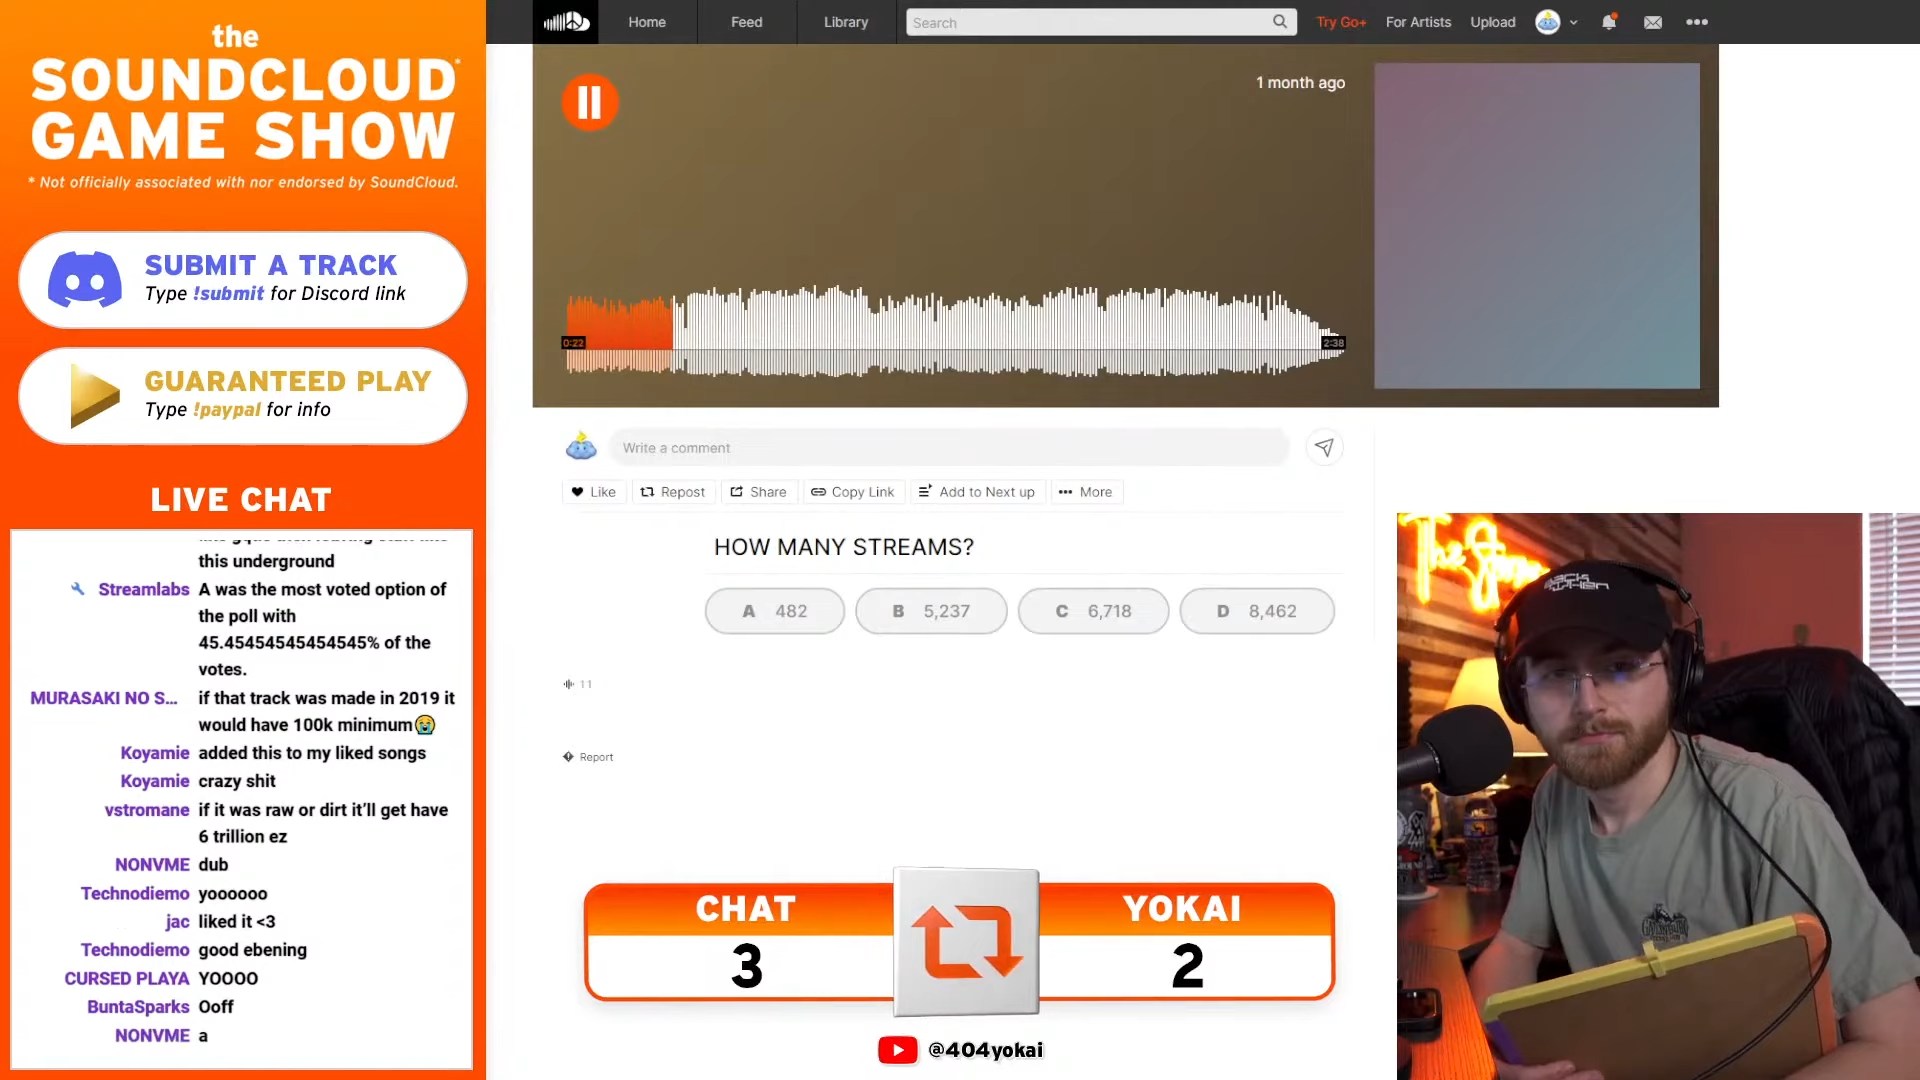 the
SOUNDCLOUD*
GAME SHOW
* Not officially associated with nor endorsed by SoundCloud.
SUBMIT A TRACK
Type !submit for Discord link
GUARANTEED PLAY
Type !paypal for info
LIVE CHAT
this underground
Streamlabs A was the most voted option of
the poll with
45.45454545454545% of the
votes.
MURASAKI NO S... if that track was made in 2019 it
would have 100k minimum😭
Koyamie added this to my liked songs
Koyamie crazy shit
vstromane if it was raw or dirt it’ll get have
6 trillion ez
NONVME dub
Technodiemo yoooooo
jac liked it <3
Technodiemo good ebening
CURSED PLAYA YOOOO
BuntaSparks Ooff
NONVME a
Home
Feed
Library
Search
Try Go+
For Artists
Upload
1 month ago
0:22
2:38
Write a comment
Like
Repost
Share
Copy Link
Add to Next up
More
HOW MANY STREAMS?
A 482
B 5,237
C 6,718
D 8,462
11
Report
CHAT
3
YOKAI
2
@404yokai